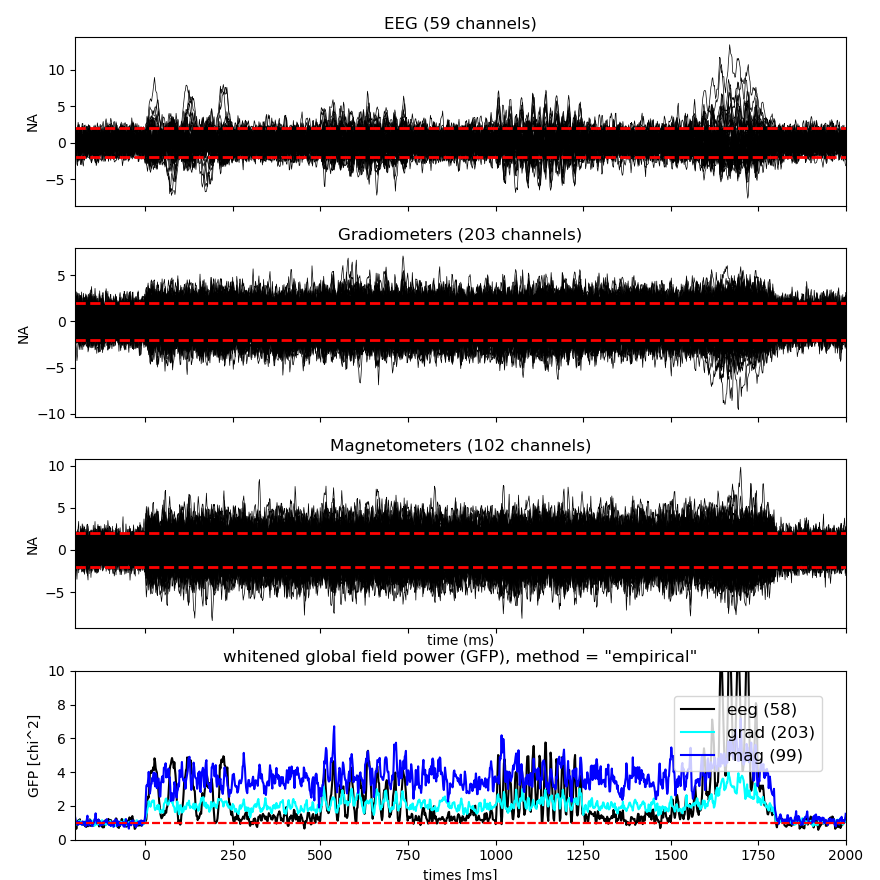 EEG (59 channels)
10
5
0
−5
NA
Gradiometers (203 channels)
5
0
−5
−10
NA
Magnetometers (102 channels)
10
5
0
−5
NA
time (ms)
whitened global field power (GFP), method = "empirical"
10
8
6
4
2
0
GFP [chi^2]
eeg (58)
grad (203)
mag (99)
0 250 500 750 1000 1250 1500 1750 2000
times [ms]